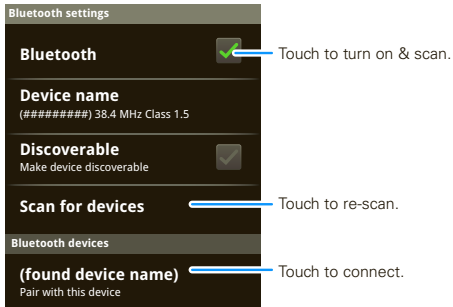 Bluetooth settings
Bluetooth
Touch to turn on & scan.
Device name
(#########) 38.4 MHz Class 1.5
Discoverable
Make device discoverable
Scan for devices
Touch to re-scan.
Bluetooth devices
(found device name)
Touch to connect.
Pair with this device